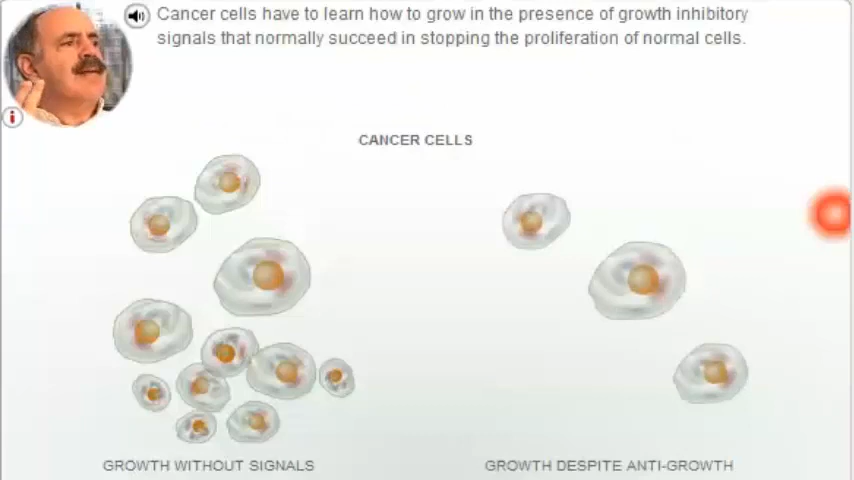 Cancer cells have to learn how to grow in the presence of growth inhibitory
signals that normally succeed in stopping the proliferation of normal cells.
i
CANCER CELLS
GROWTH WITHOUT SIGNALS
GROWTH DESPITE ANTI-GROWTH